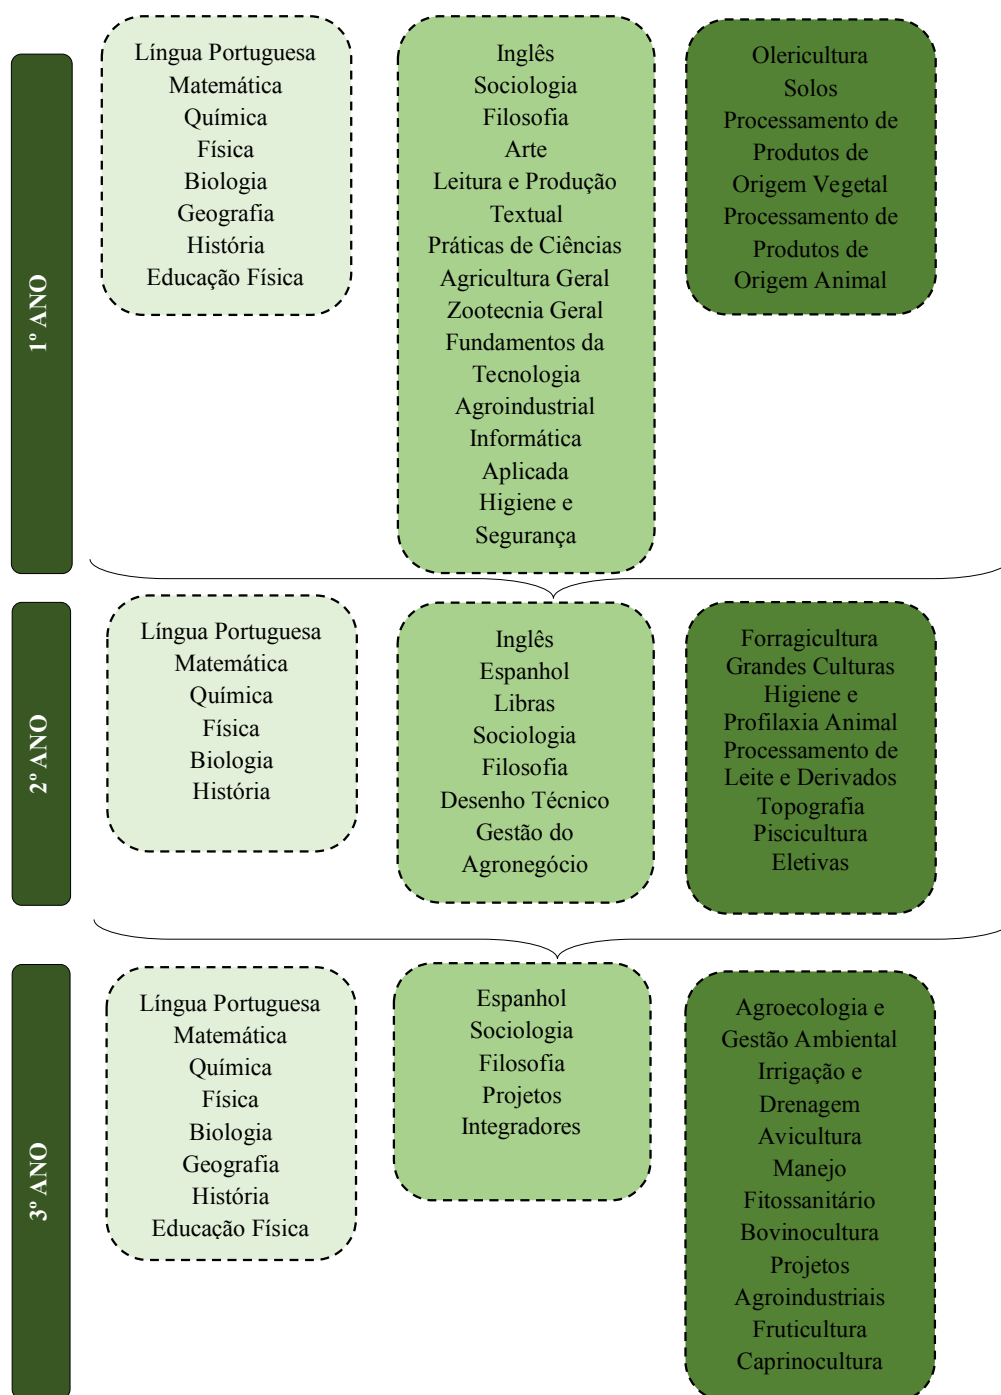 1º ANO
Língua Portuguesa
Matemática
Química
Física
Biologia
Geografia
História
Educação Física
Inglês
Sociologia
Filosofia
Arte
Leitura e Produção
Textual
Práticas de Ciências
Agricultura Geral
Zootecnia Geral
Fundamentos da
Tecnologia
Agroindustrial
Informática
Aplicada
Higiene e
Segurança
Olericultura
Solos
Processamento de
Produtos de
Origem Vegetal
Processamento de
Produtos de
Origem Animal
2º ANO
Língua Portuguesa
Matemática
Química
Física
Biologia
História
Inglês
Espanhol
Libras
Sociologia
Filosofia
Desenho Técnico
Gestão do
Agronegócio
Forragicultura
Grandes Culturas
Higiene e
Profilaxia Animal
Processamento de
Leite e Derivados
Topografia
Piscicultura
Eletivas
3º ANO
Língua Portuguesa
Matemática
Química
Física
Biologia
Geografia
História
Educação Física
Espanhol
Sociologia
Filosofia
Projetos
Integradores
Agroecologia e
Gestão Ambiental
Irrigação e
Drenagem
Avicultura
Manejo
Fitossanitário
Bovinocultura
Projetos
Agroindustriais
Fruticultura
Caprinocultura